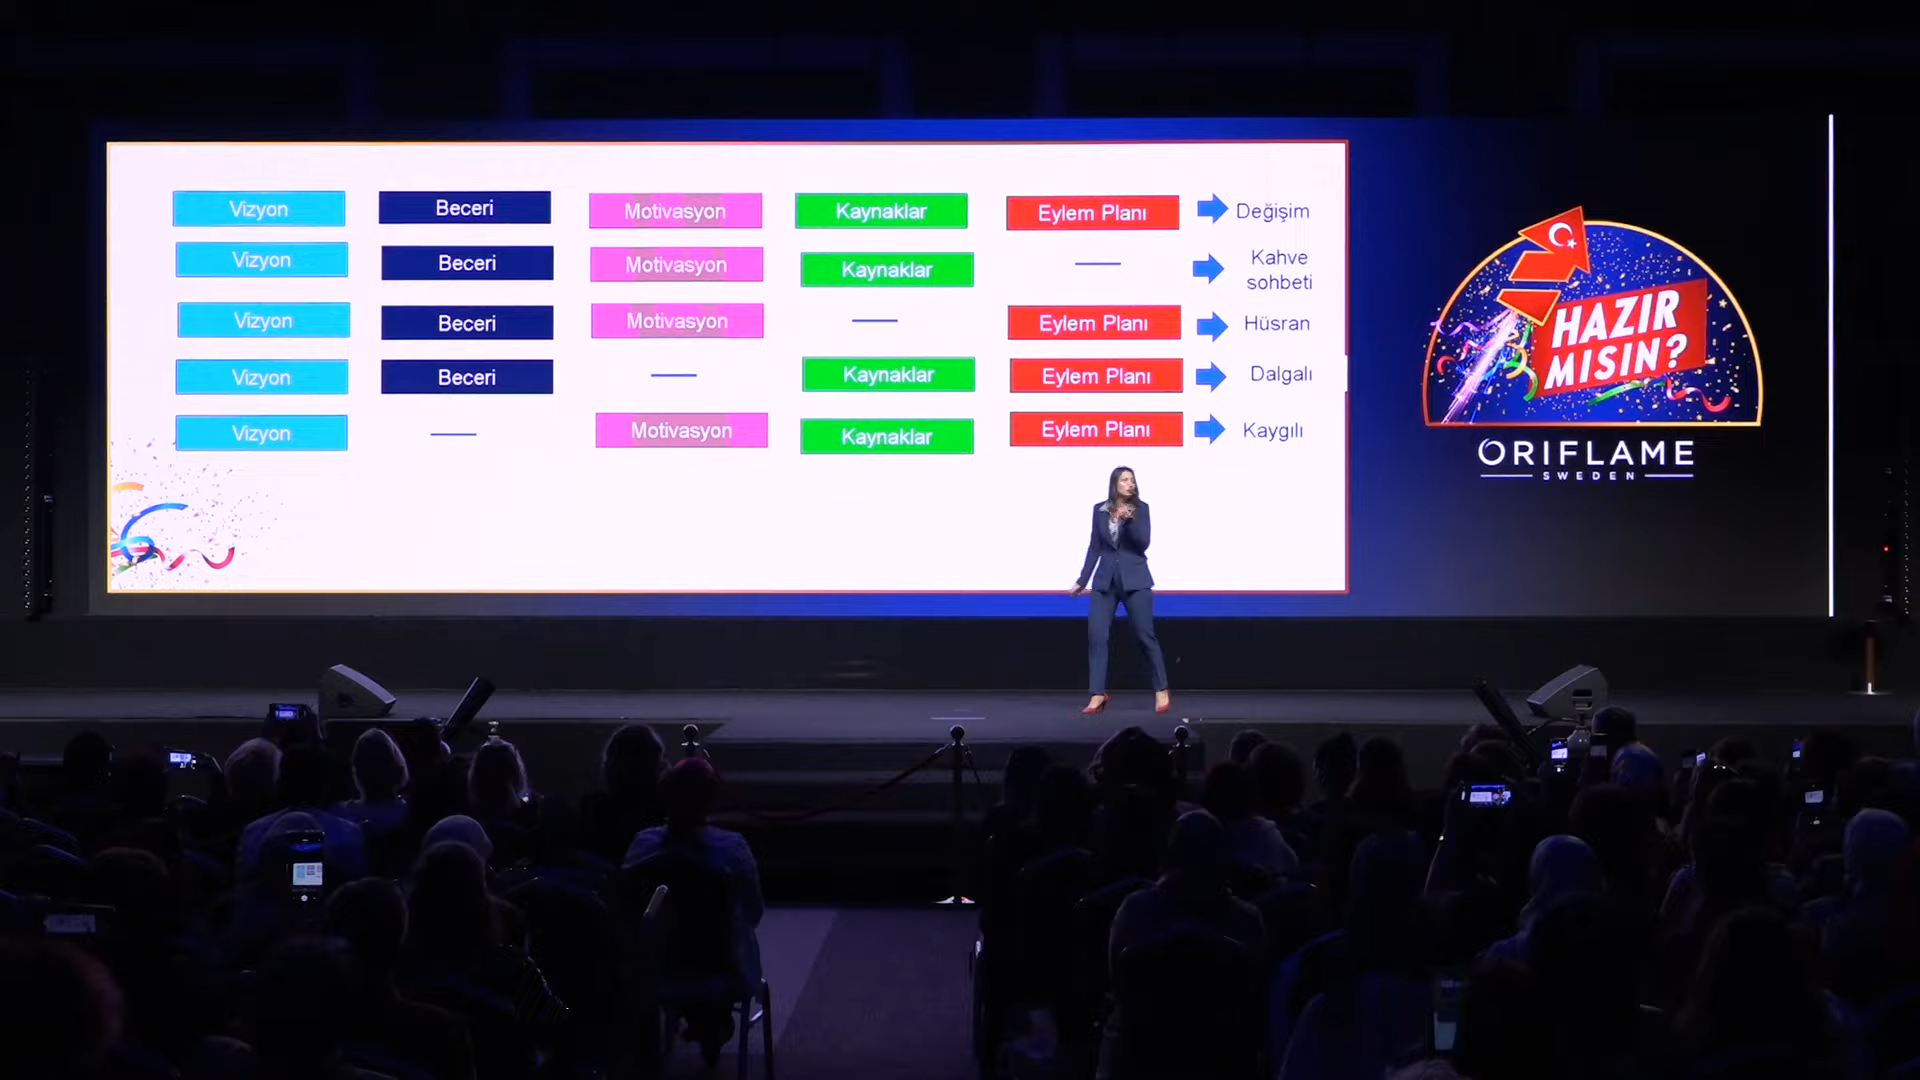 Vizyon Beceri Motivasyon Kaynaklar Eylem Planı Değişim
Vizyon Beceri Motivasyon Kaynaklar — Kahve
sohbeti
Vizyon Beceri Motivasyon — Eylem Planı Hüsran
Vizyon Beceri — Kaynaklar Eylem Planı Dalgalı
Vizyon — Motivasyon Kaynaklar Eylem Planı Kaygılı
HAZIR
MISIN?
ORIFLAME
SWEDEN